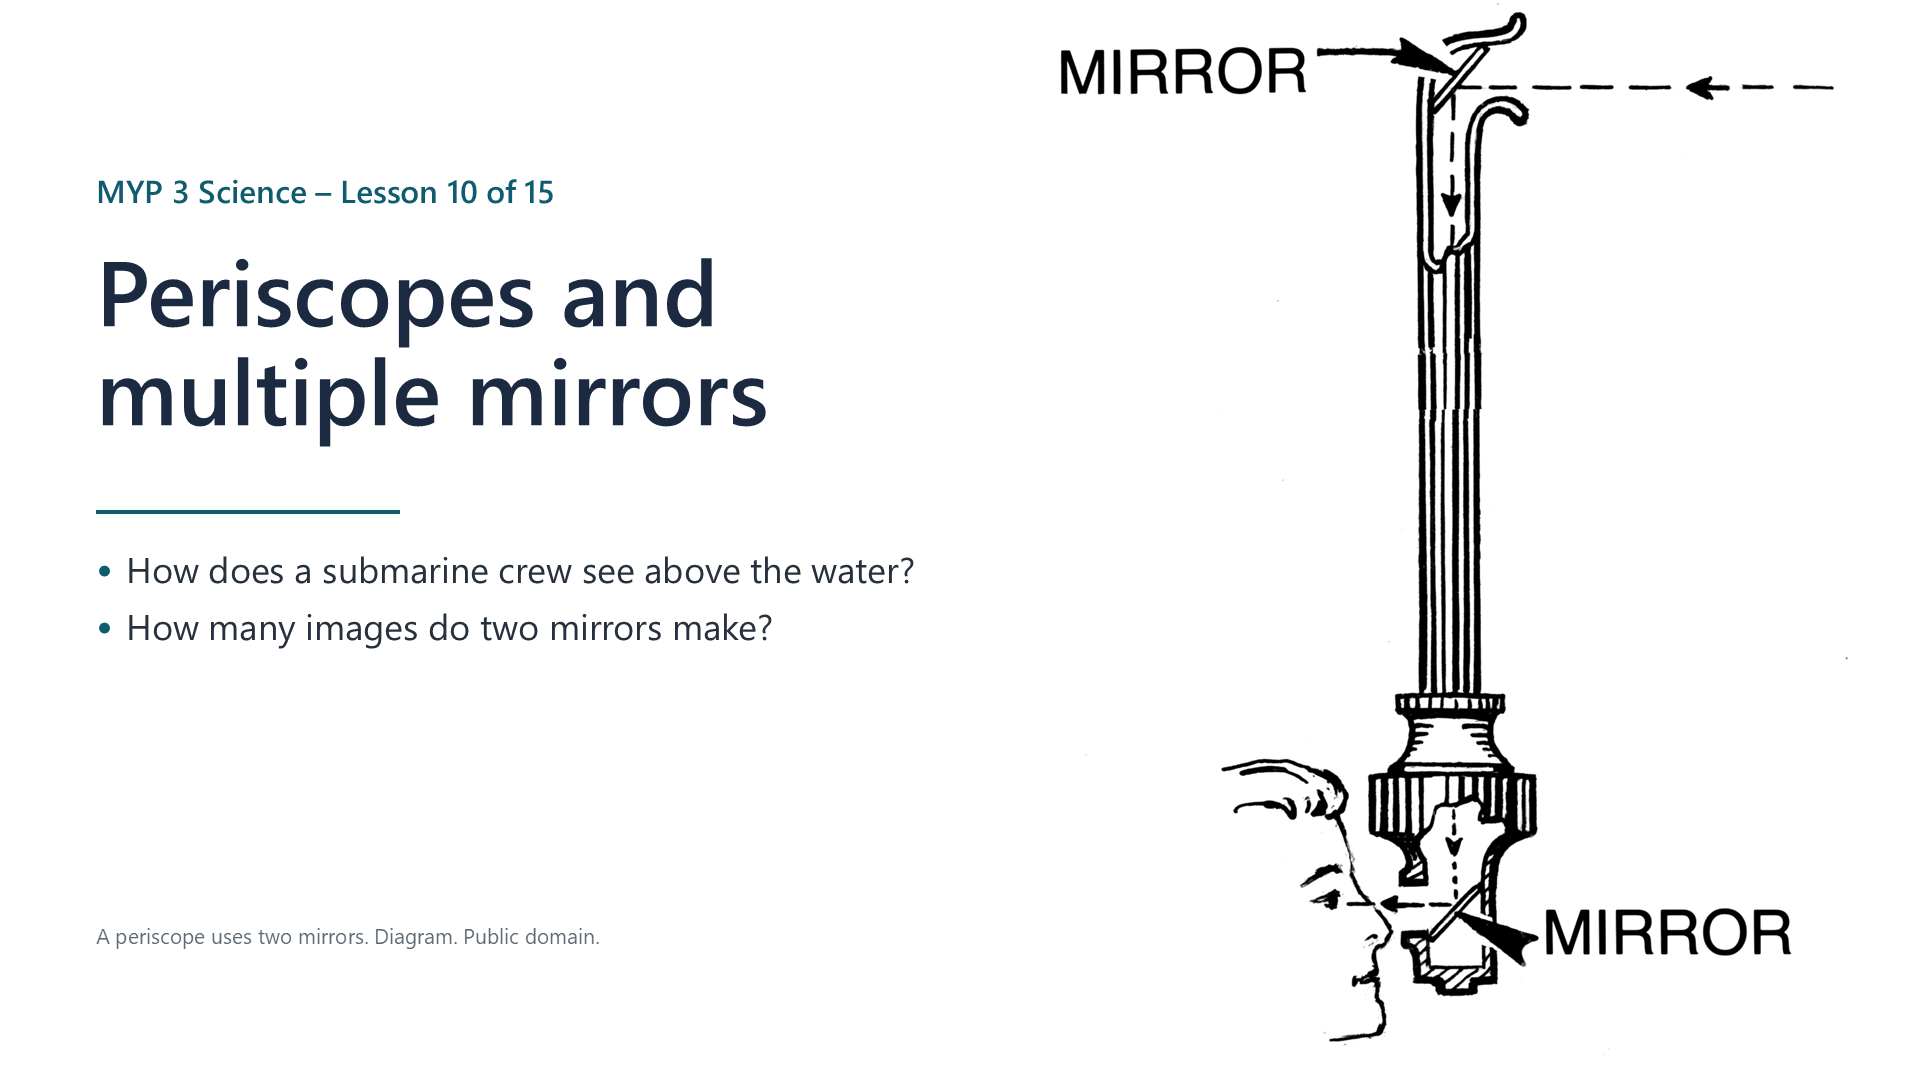 MYP 3 Science – Lesson 10 of 15
Periscopes and
multiple mirrors
• How does a submarine crew see above the water?
• How many images do two mirrors make?
A periscope uses two mirrors. Diagram. Public domain.
MIRROR
MIRROR